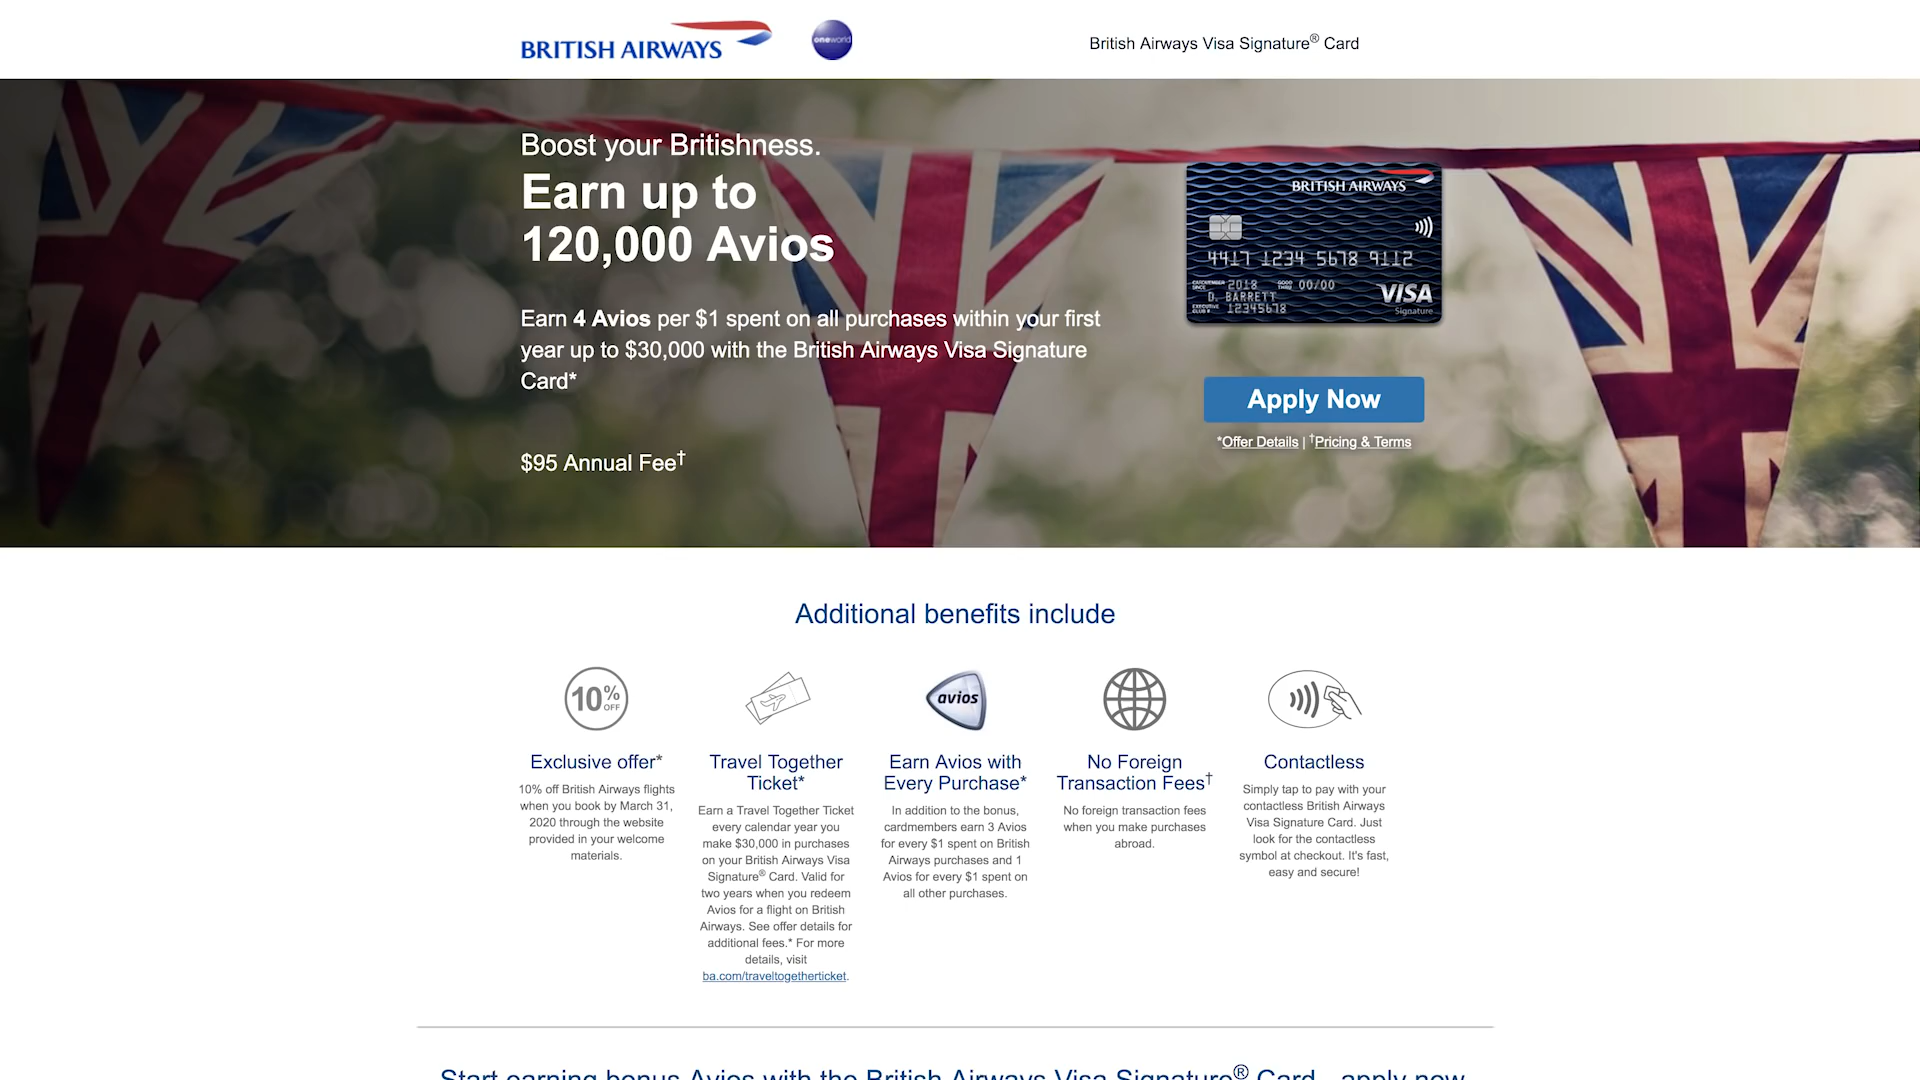 BRITISH AIRWAYS
oneworld
British Airways Visa Signature® Card
Boost your Britishness.
Earn up to
120,000 Avios
Earn 4 Avios per $1 spent on all purchases within your first
year up to $30,000 with the British Airways Visa Signature
Card*
$95 Annual Fee†
BRITISH AIRWAYS
4417 1234 5678 9112
CARDMEMBER SINCE 2018 GOOD THRU 00/00
D. BARRETT
EXECUTIVE CLUB # 12345678
VISA
Signature
Apply Now
*Offer Details | †Pricing & Terms
Additional benefits include
10% OFF
Exclusive offer*
10% off British Airways flights
when you book by March 31,
2020 through the website
provided in your welcome
materials.
Travel Together
Ticket*
Earn a Travel Together Ticket
every calendar year you
make $30,000 in purchases
on your British Airways Visa
Signature® Card. Valid for
two years when you redeem
Avios for a flight on British
Airways. See offer details for
additional fees.* For more
details, visit
ba.com/traveltogetherticket.
avios
Earn Avios with
Every Purchase*
In addition to the bonus,
cardmembers earn 3 Avios
for every $1 spent on British
Airways purchases and 1
Avios for every $1 spent on
all other purchases.
No Foreign
Transaction Fees†
No foreign transaction fees
when you make purchases
abroad.
Contactless
Simply tap to pay with your
contactless British Airways
Visa Signature Card. Just
look for the contactless
symbol at checkout. It's fast,
easy and secure!
Start earning bonus Avios with the British Airways Visa Signature® Card - apply now